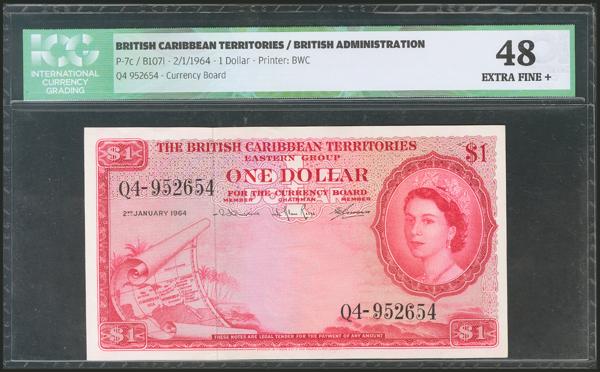 ICG
INTERNATIONAL
CURRENCY
GRADING
BRITISH CARIBBEAN TERRITORIES / BRITISH ADMINISTRATION
P-7c / B107l - 2/1/1964 - 1 Dollar - Printer: BWC
Q4 952654 - Currency Board
48
EXTRA FINE +
THE BRITISH CARIBBEAN TERRITORIES
EASTERN GROUP
$1
$1
ONE DOLLAR
Q4-952654
FOR THE CURRENCY BOARD
MEMBER CHAIRMAN MEMBER
2ND JANUARY 1964
Q4-952654
$1
THESE NOTES ARE LEGAL TENDER FOR THE PAYMENT OF ANY AMOUNT
$1